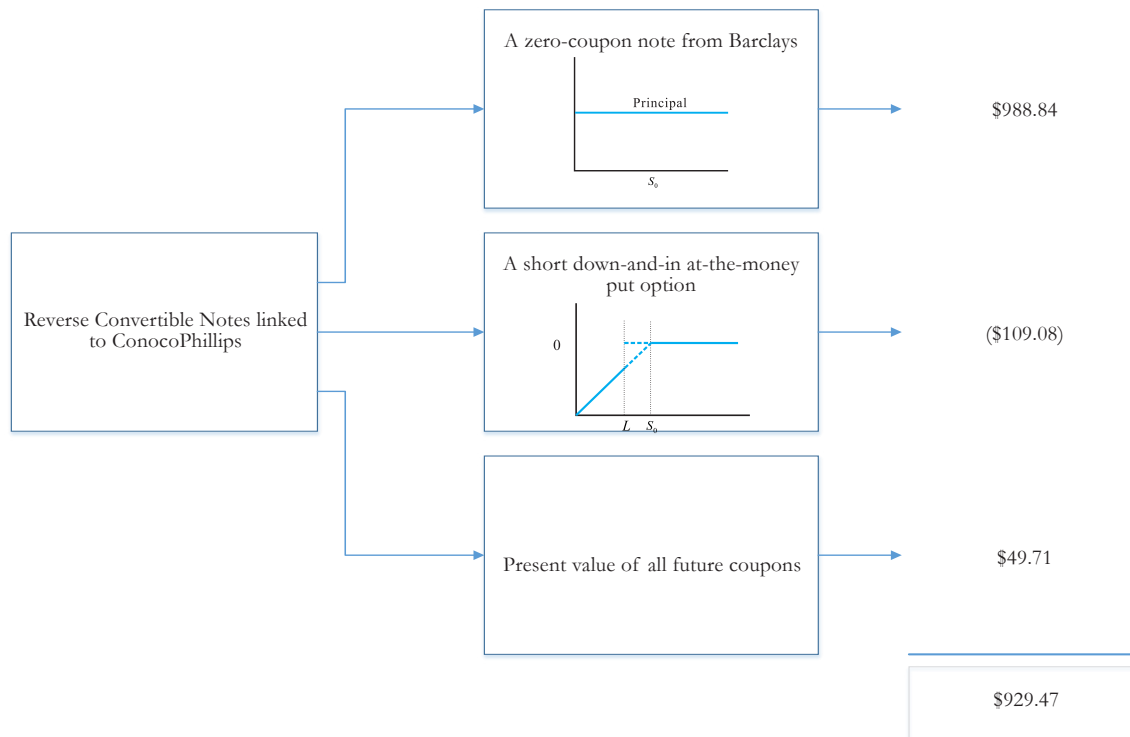 A zero-coupon note from Barclays
Principal
S₀
$988.84
Reverse Convertible Notes linked
to ConocoPhillips
A short down-and-in at-the-money
put option
0
L S₀
($109.08)
Present value of all future coupons
$49.71
$929.47